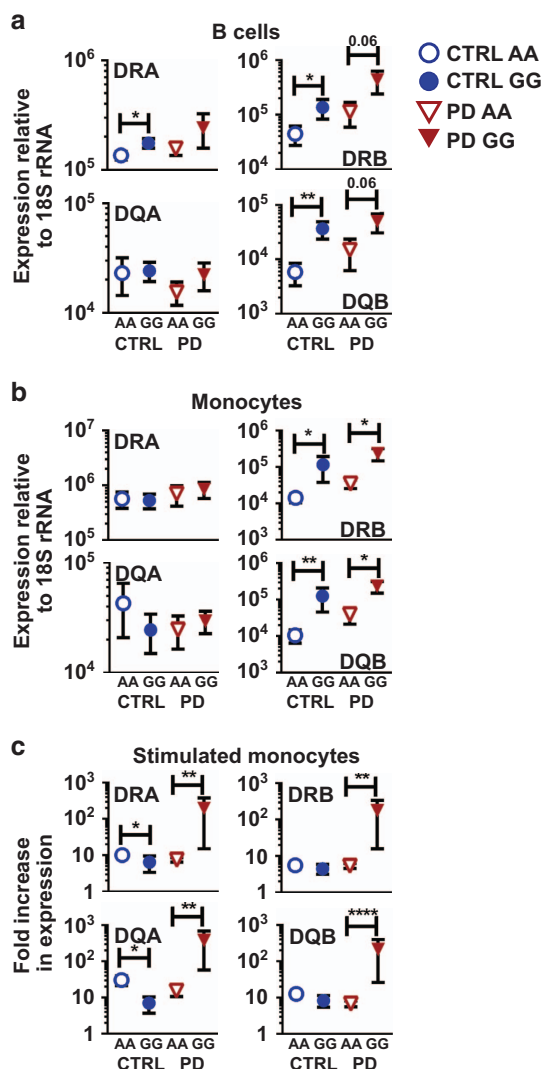 a
B cells
CTRL AA
CTRL GG
PD AA
PD GG
Expression relative
to 18S rRNA
10^6
DRA
*
10^5
10^6
0.06
*
10^5
10^4
DRB
10^5
DQA
10^4
10^5
0.06
**
10^4
10^3
DQB
AA GG AA GG
CTRL PD
AA GG AA GG
CTRL PD
b
Monocytes
Expression relative
to 18S rRNA
10^7
DRA
10^6
10^5
10^6
*
*
10^5
10^4
10^3
DRB
10^5
DQA
10^4
10^6
**
*
10^5
10^4
10^3
DQB
AA GG AA GG
CTRL PD
AA GG AA GG
CTRL PD
c
Stimulated monocytes
Fold increase
in expression
10^3
DRA
**
10^2
*
10
1
10^3
DRB
**
10^2
10
1
10^3
DQA
**
10^2
*
10
1
10^3
DQB
****
10^2
10
1
AA GG AA GG
CTRL PD
AA GG AA GG
CTRL PD